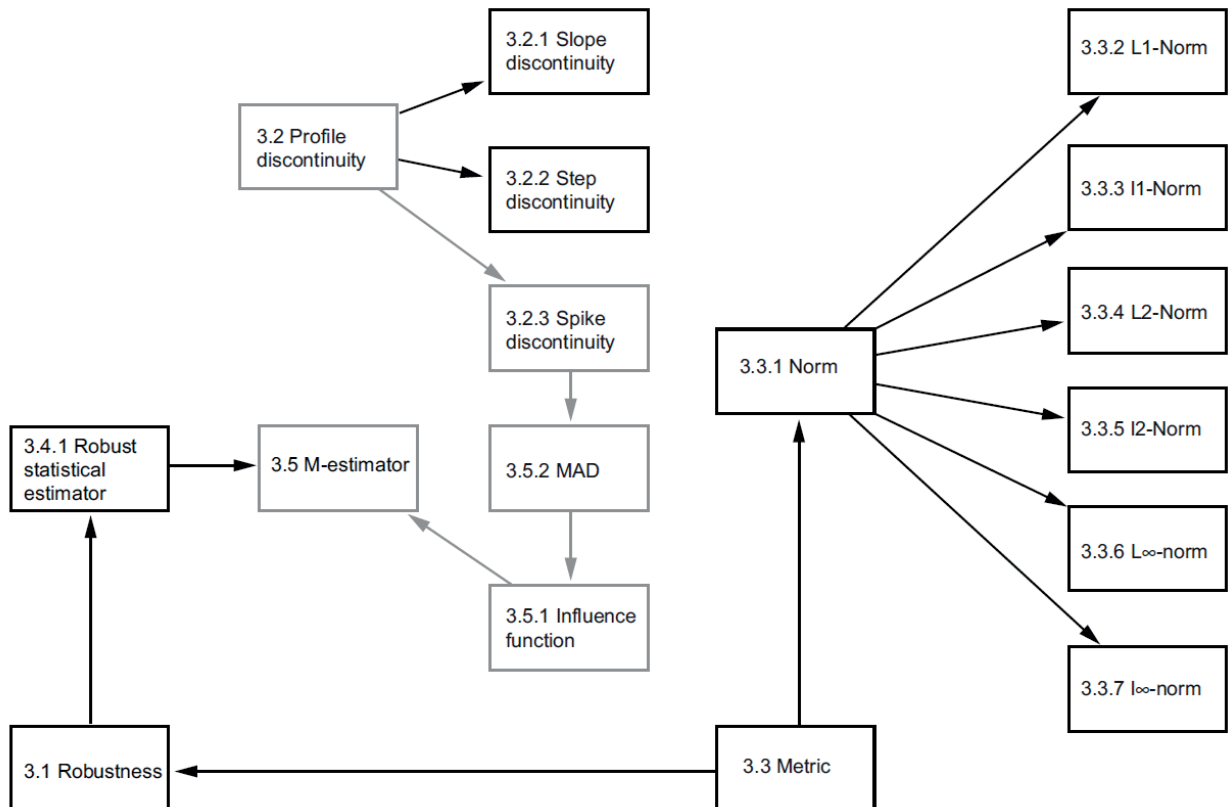 3.2.1 Slope
discontinuity
3.3.2 L1-Norm
3.2 Profile
discontinuity
3.2.2 Step
discontinuity
3.3.3 l1-Norm
3.2.3 Spike
discontinuity
3.3.4 L2-Norm
3.3.1 Norm
3.3.5 l2-Norm
3.4.1 Robust
statistical
estimator
3.5 M-estimator
3.5.2 MAD
3.3.6 L∞-norm
3.5.1 Influence
function
3.3.7 l∞-norm
3.1 Robustness
3.3 Metric